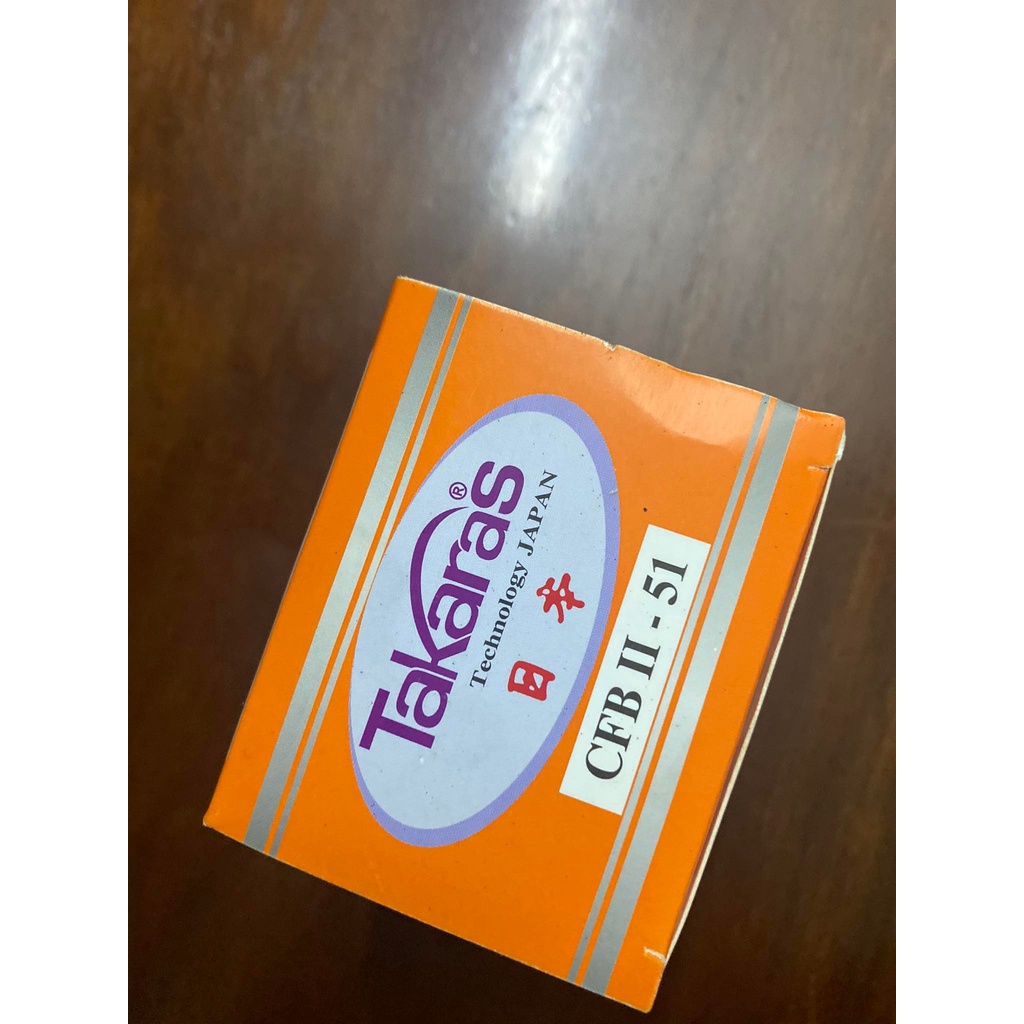 Takaras®
Technology JAPAN
日本
CFB II - 51